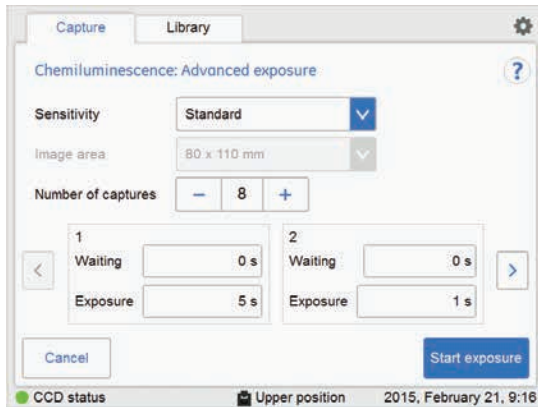 Capture Library
Chemiluminescence: Advanced exposure ?
Sensitivity Standard
Image area 80 x 110 mm
Number of captures − 8 +
1 2
Waiting 0 s Waiting 0 s
< >
Exposure 5 s Exposure 1 s
Cancel Start exposure
CCD status Upper position 2015, February 21, 9:16